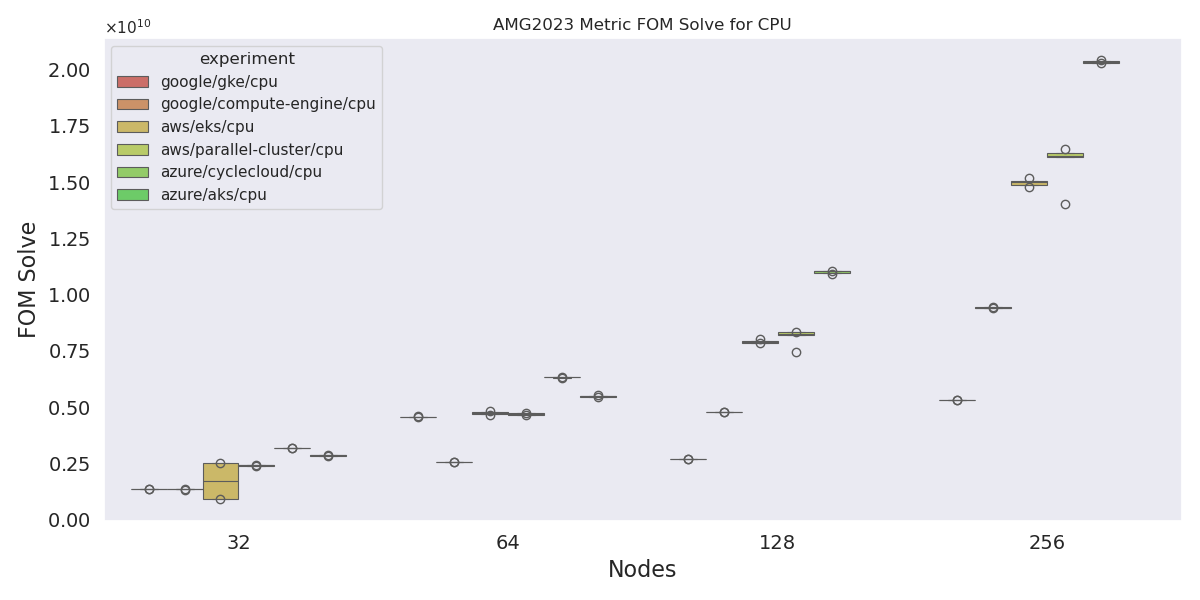 AMG2023 Metric FOM Solve for CPU
×10¹⁰
experiment
google/gke/cpu
google/compute-engine/cpu
aws/eks/cpu
aws/parallel-cluster/cpu
azure/cyclecloud/cpu
azure/aks/cpu
FOM Solve
2.00
1.75
1.50
1.25
1.00
0.75
0.50
0.25
0.00
32 64 128 256
Nodes